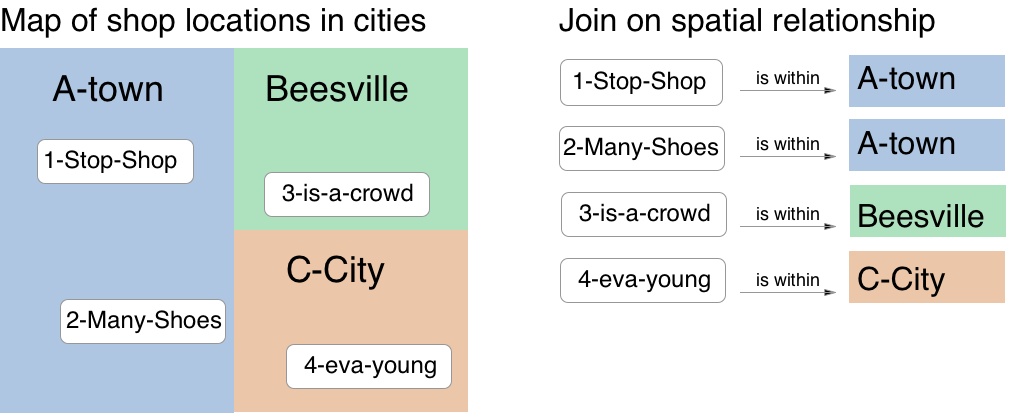 Map of shop locations in cities
A-town
Beesville
1-Stop-Shop
3-is-a-crowd
C-City
2-Many-Shoes
4-eva-young
Join on spatial relationship
1-Stop-Shop is within A-town
2-Many-Shoes is within A-town
3-is-a-crowd is within Beesville
4-eva-young is within C-City